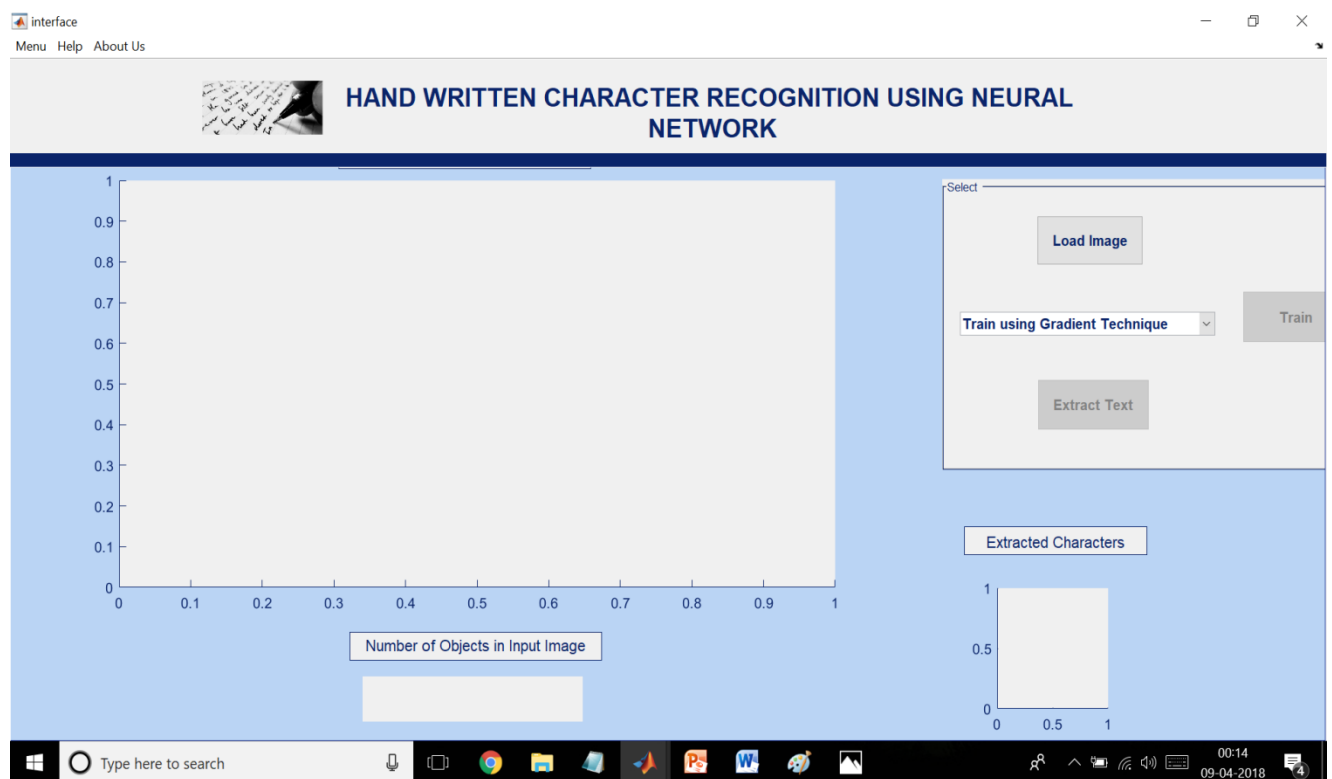 interface
Menu Help About Us
HAND WRITTEN CHARACTER RECOGNITION USING NEURAL
NETWORK
1
0.9
0.8
0.7
0.6
0.5
0.4
0.3
0.2
0.1
0
0 0.1 0.2 0.3 0.4 0.5 0.6 0.7 0.8 0.9 1
Number of Objects in Input Image
Select
Load Image
Train using Gradient Technique
Train
Extract Text
Extracted Characters
1
0.5
0
0 0.5 1
Type here to search
00:14
09-04-2018
4